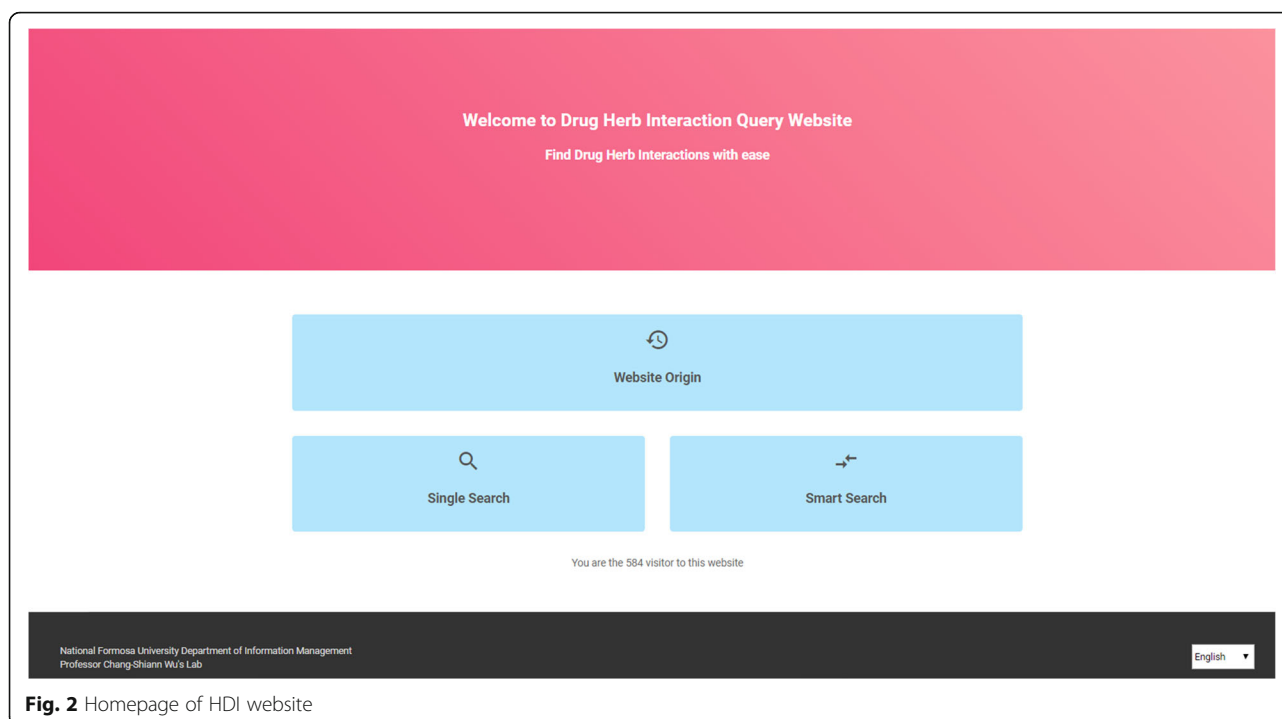 Welcome to Drug Herb Interaction Query Website
Find Drug Herb Interactions with ease
Website Origin
Single Search
Smart Search
You are the 584 visitor to this website
National Formosa University Department of Information Management
Professor Chang-Shiann Wu's Lab
English
Fig. 2 Homepage of HDI website